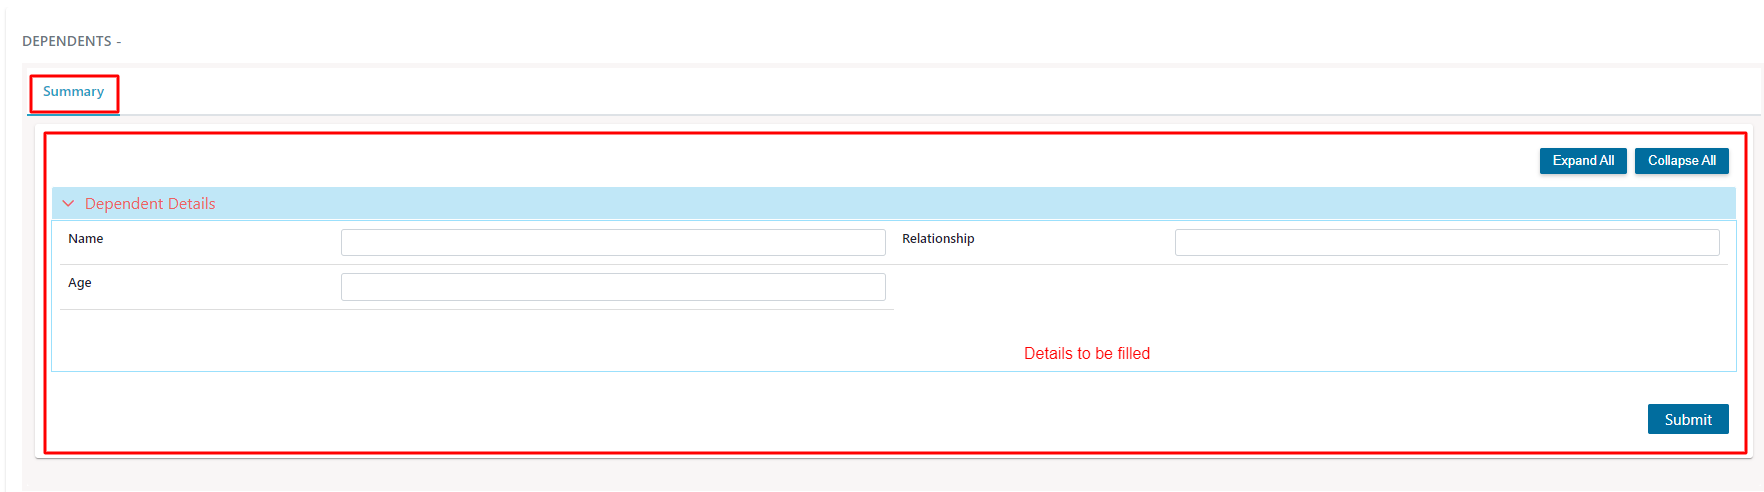 DEPENDENTS -
Summary
Expand All Collapse All
Dependent Details
Name Relationship
Age
Details to be filled
Submit